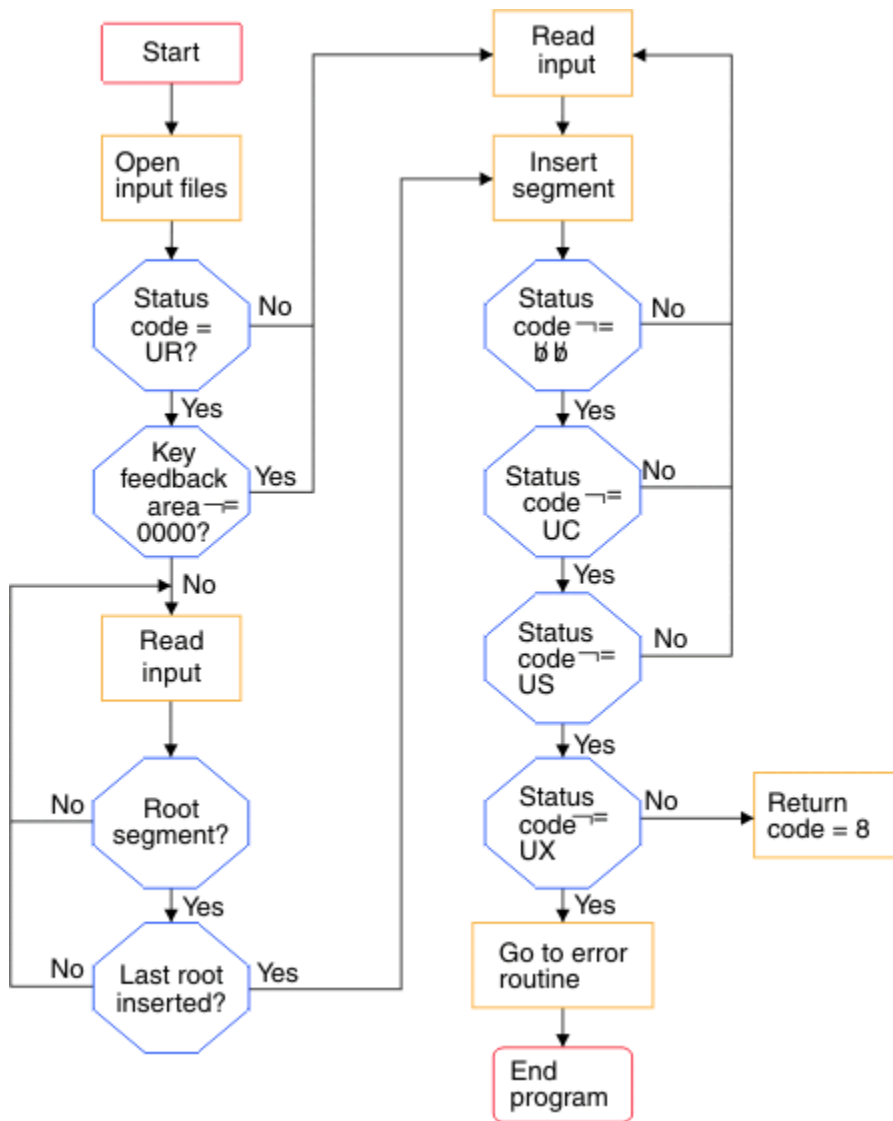 Start
Open
input files
Status
code =
UR?
No
Yes
Key
feedback
area ¬=
0000?
Yes
No
Read
input
Root
segment?
No
Yes
Last root
inserted?
No
Yes
Read
input
Insert
segment
Status
code ¬=
ƀƀ
No
Yes
Status
code ¬=
UC
No
Yes
Status
code ¬=
US
No
Yes
Status
code ¬=
UX
No
Return
code = 8
Yes
Go to error
routine
End
program